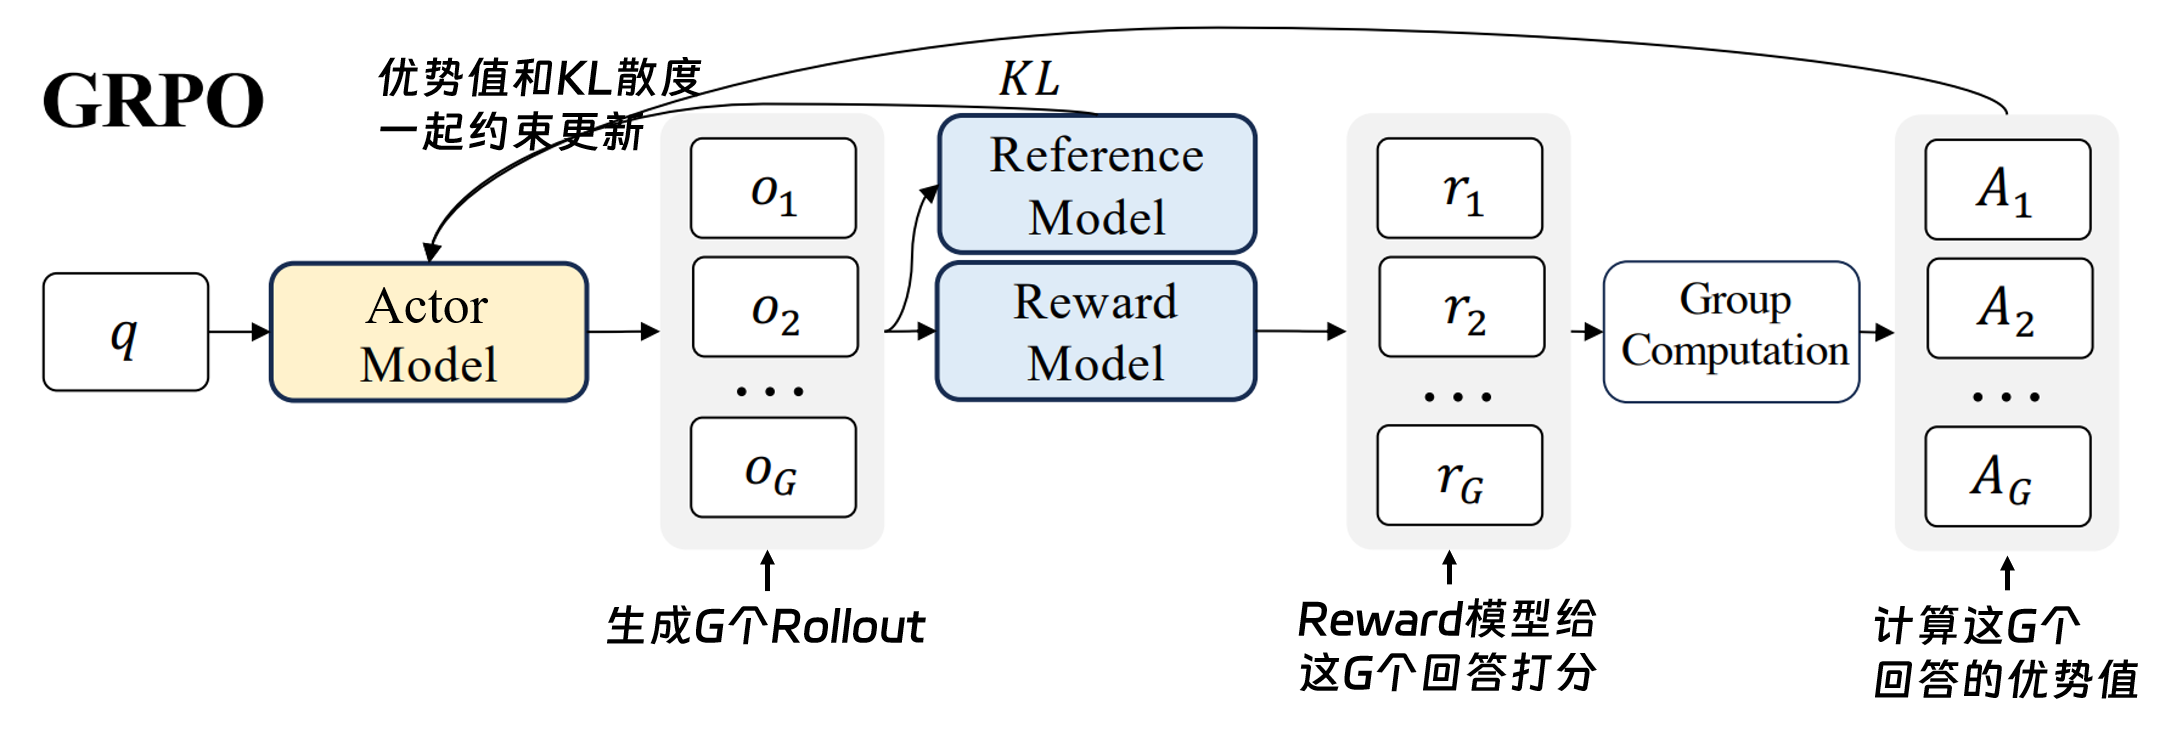 GRPO
优势值和KL散度
一起约束更新
KL
q
Actor
Model
o₁
o₂
...
o_G
Reference
Model
Reward
Model
r₁
r₂
...
r_G
Group
Computation
A₁
A₂
...
A_G
生成G个Rollout
Reward模型给
这G个回答打分
计算这G个
回答的优势值